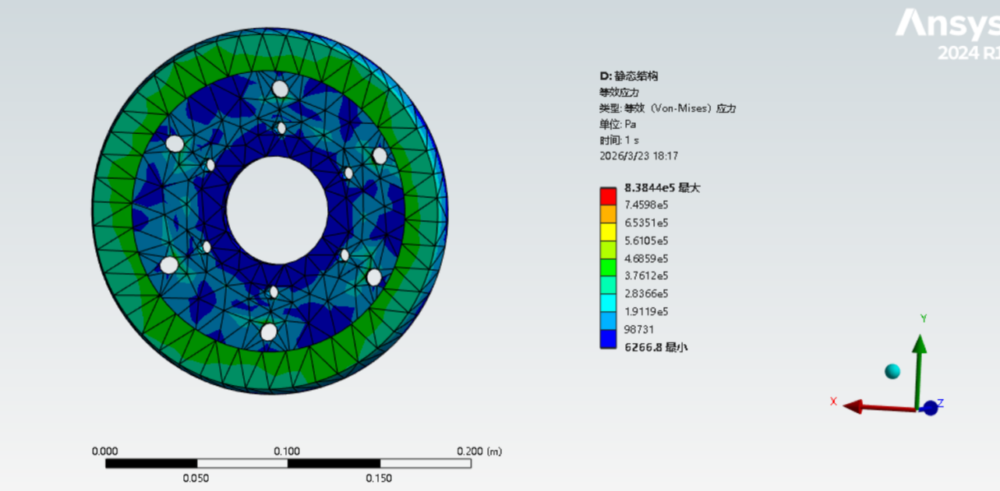 Ansys
2024 R1
D: 静态结构
等效应力
类型: 等效（Von-Mises）应力
单位: Pa
时间: 1 s
2026/3/23 18:17
8.3844e5 最大
7.4598e5
6.5351e5
5.6105e5
4.6859e5
3.7612e5
2.8366e5
1.9119e5
98731
6266.8 最小
Y
X
Z
0.000
0.100
0.200 (m)
0.050
0.150